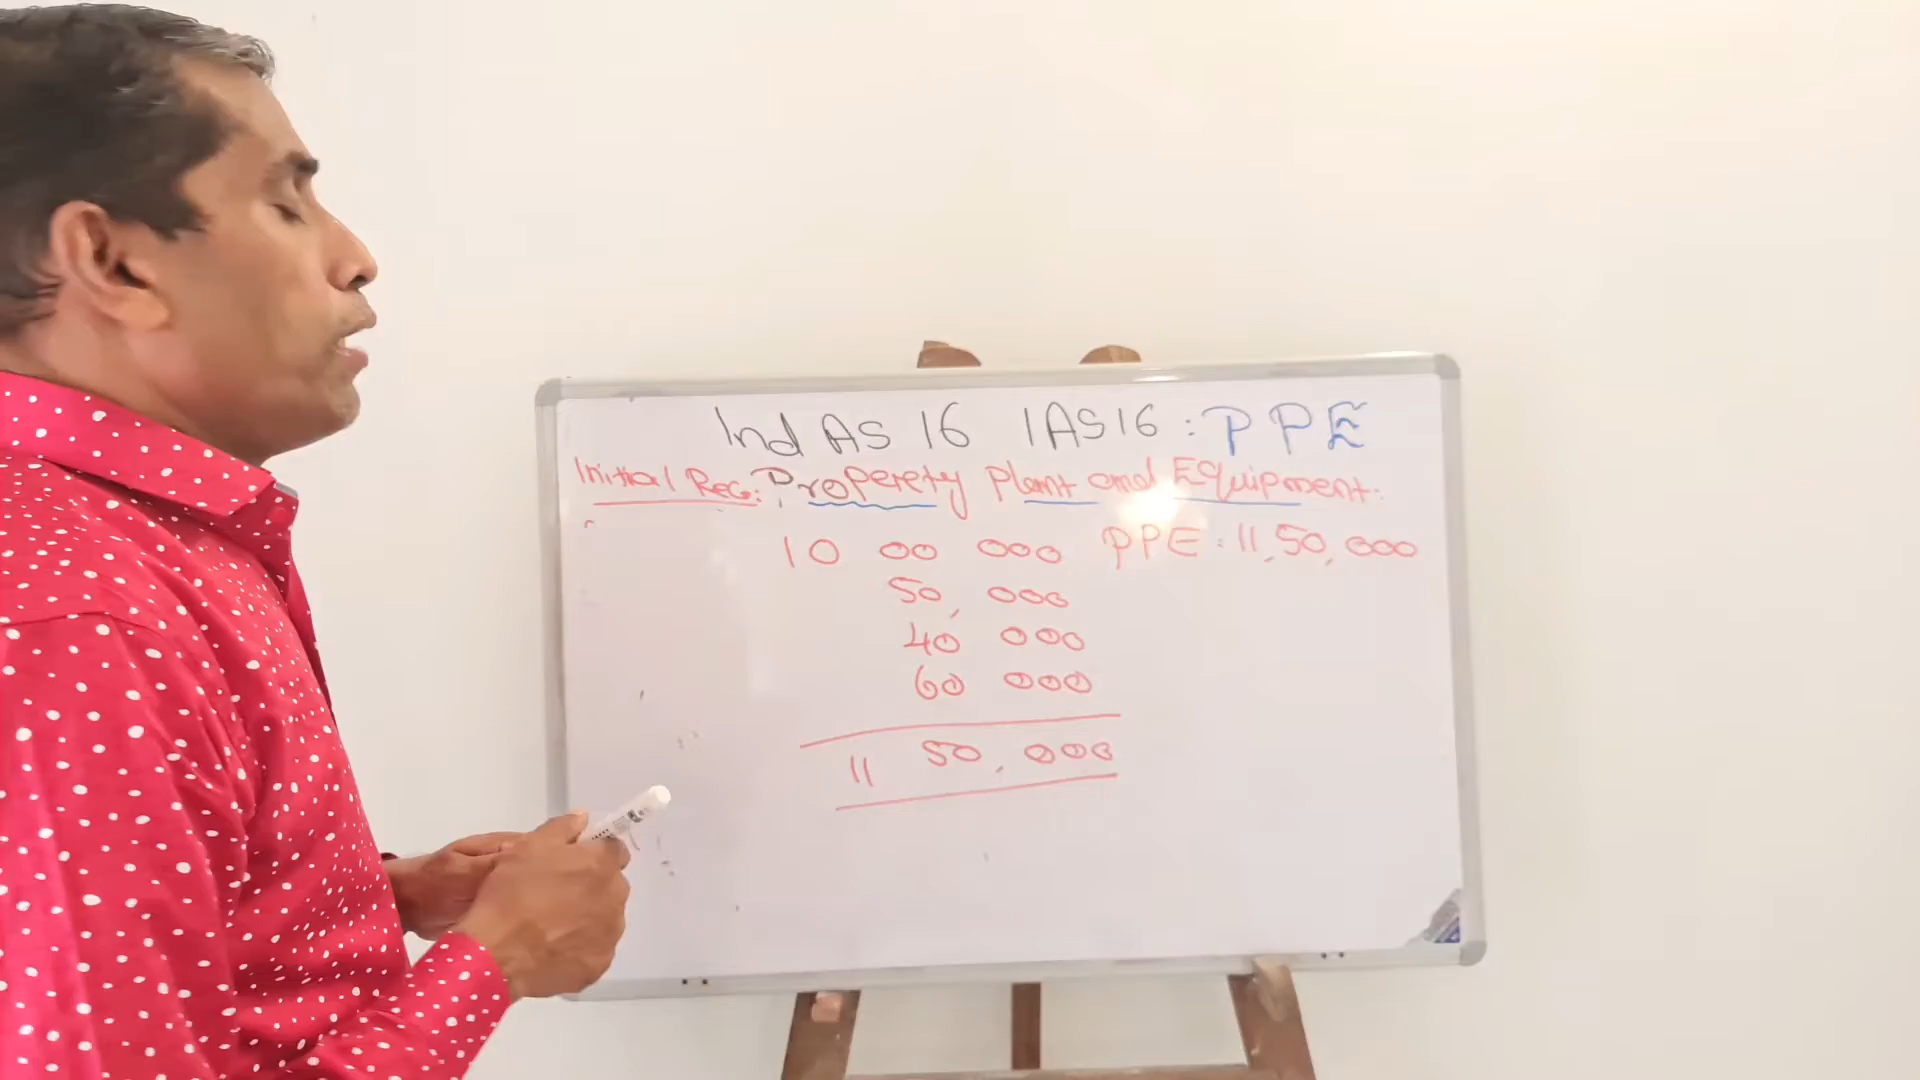 Ind AS 16 IAS16: PPE
Initial Rec: Properety Plant and Equipment:
10 00 000 PPE: 11,50,000
50,000
40 000
60 000
11 50,000